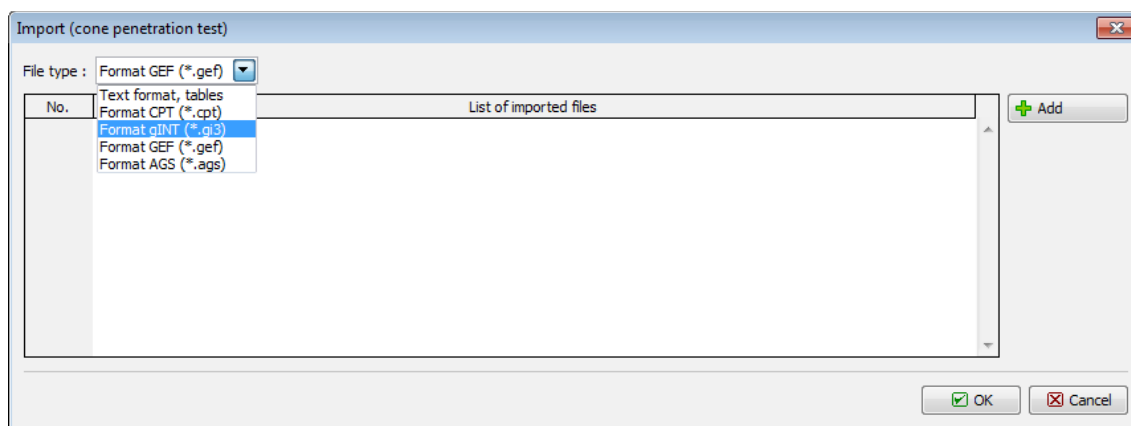 Import (cone penetration test)
File type : Format GEF (*.gef)
No. List of imported files
Text format, tables
Format CPT (*.cpt)
Format gINT (*.gi3)
Format GEF (*.gef)
Format AGS (*.ags)
Add
OK Cancel